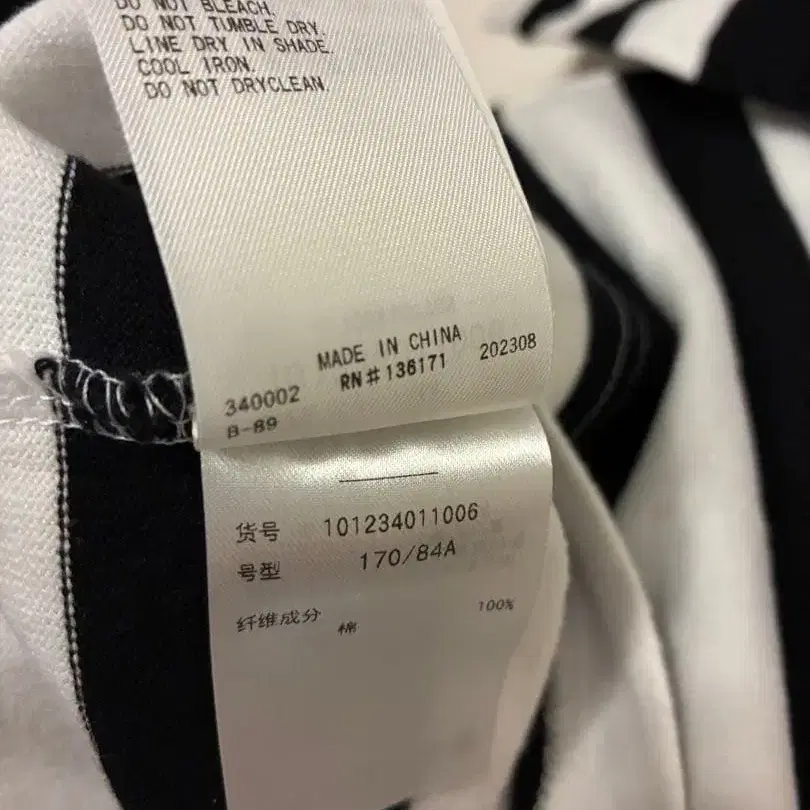 DO NOT BLEACH.
DO NOT TUMBLE DRY.
LINE DRY IN SHADE.
COOL IRON.
DO NOT DRYCLEAN.
MADE IN CHINA
RN#136171
202308
340002
B-89
货号 101234011006
号型 170/84A
纤维成分 棉 100%